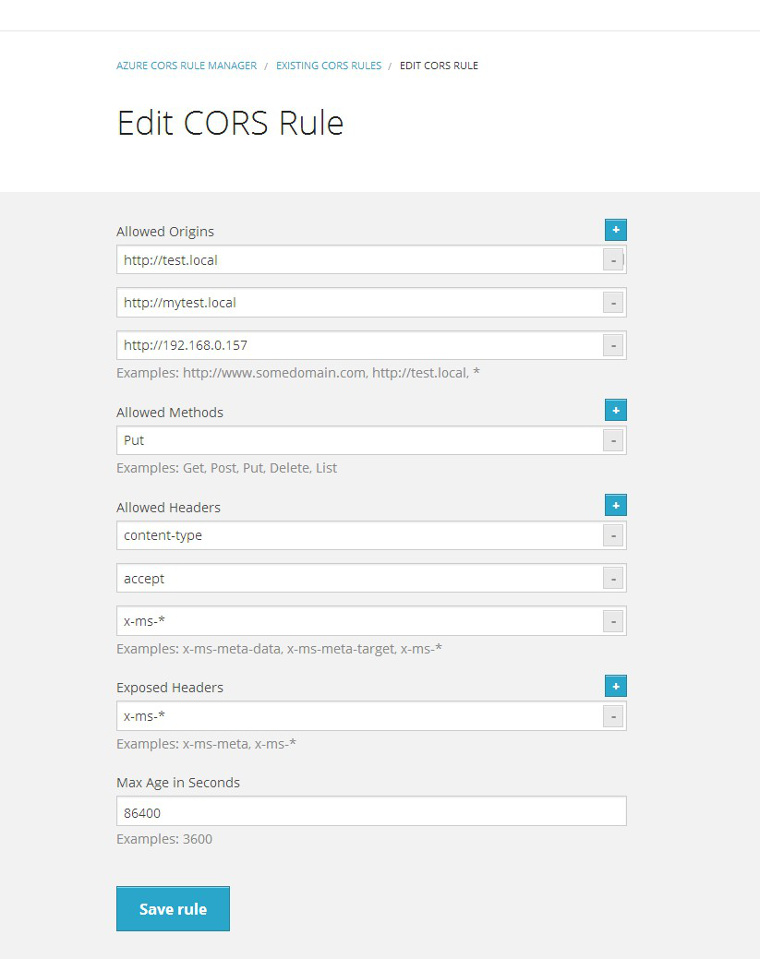 AZURE CORS RULE MANAGER / EXISTING CORS RULES / EDIT CORS RULE
Edit CORS Rule
Allowed Origins +
http://test.local -
http://mytest.local -
http://192.168.0.157 -
Examples: http://www.somedomain.com, http://test.local, *
Allowed Methods +
Put -
Examples: Get, Post, Put, Delete, List
Allowed Headers +
content-type -
accept -
x-ms-* -
Examples: x-ms-meta-data, x-ms-meta-target, x-ms-*
Exposed Headers +
x-ms-* -
Examples: x-ms-meta, x-ms-*
Max Age in Seconds
86400
Examples: 3600
Save rule